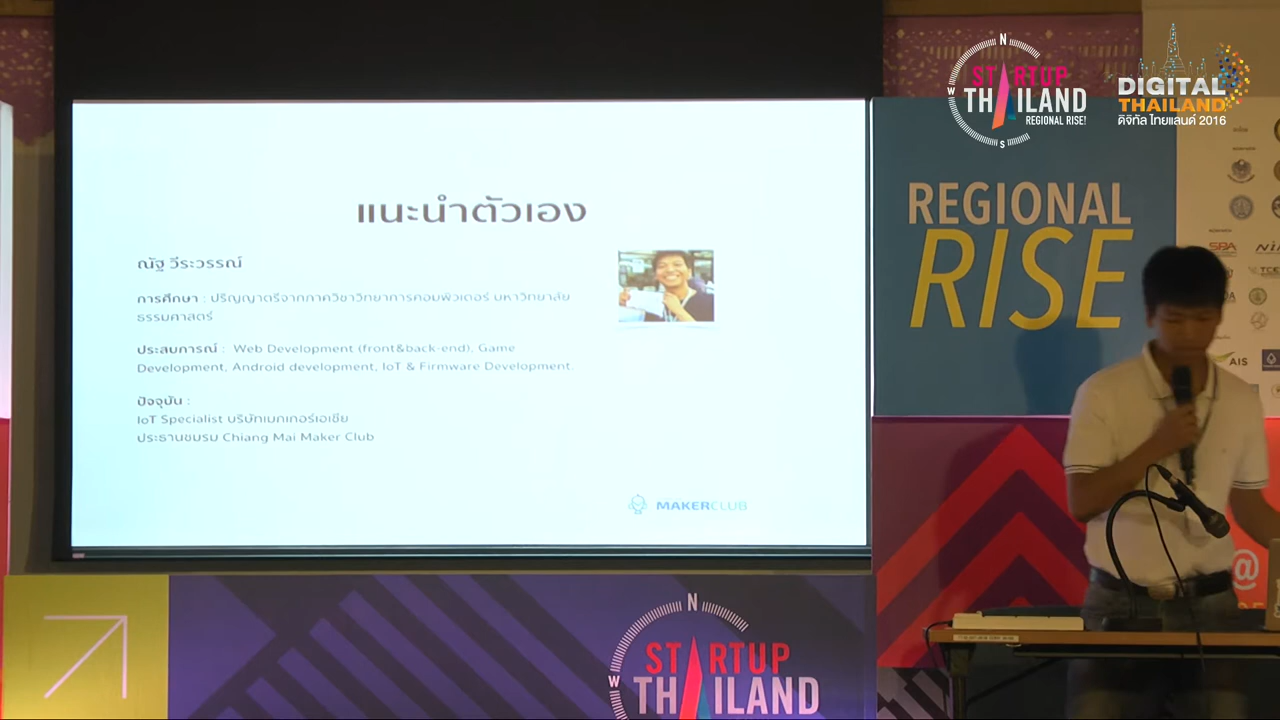 N
STARTUP
W
THAILAND
REGIONAL RISE!
S
DIGITAL
THAILAND
ดิจิทัล ไทยแลนด์ 2016
แนะนำตัวเอง
ณัฐ วีระวรรณ์
การศึกษา : ปริญญาตรีจากภาควิชาวิทยาการคอมพิวเตอร์ มหาวิทยาลัย
ธรรมศาสตร์
ประสบการณ์ : Web Development (front&back-end), Game
Development, Android development, IoT & Firmware Development.
ปัจจุบัน :
IoT Specialist บริษัทเมกเกอร์เอเชีย
ประธานชมรม Chiang Mai Maker Club
MAKERCLUB
REGIONAL
RISE
SPA
AIS
@
N
STARTUP
W
THAILAND